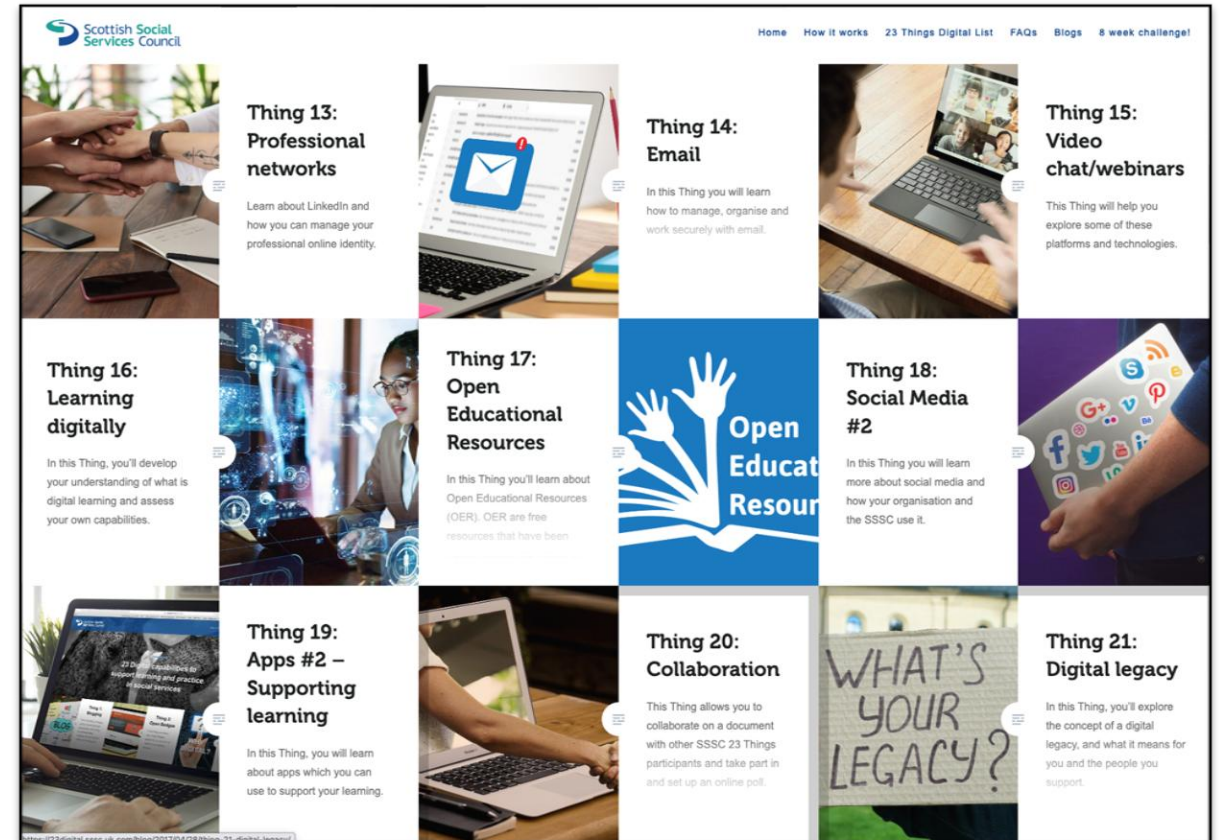 Scottish Social
Services Council
Home How it works 23 Things Digital List FAQs Blogs 8 week challenge!
Thing 13:
Professional
networks
Learn about LinkedIn and
how you can manage your
professional online identity.
Thing 14:
Email
In this Thing you will learn
how to manage, organise and
work securely with email.
Thing 15:
Video
chat/webinars
This Thing will help you
explore some of these
platforms and technologies.
Thing 16:
Learning
digitally
In this Thing, you'll develop
your understanding of what is
digital learning and assess
your own capabilities.
Thing 17:
Open
Educational
Resources
In this Thing you'll learn about
Open Educational Resources
(OER). OER are free
resources that have been
Open
Educat
Resour
Thing 18:
Social Media
#2
In this Thing you will learn
more about social media and
how your organisation and
the SSSC use it.
23 Digital capabilities to
support learning and practice
in social services
Thing 19:
Apps #2 –
Supporting
learning
In this Thing, you will learn
about apps which you can
use to support your learning.
Thing 20:
Collaboration
This Thing allows you to
collaborate on a document
with other SSSC 23 Things
participants and take part in
and set up an online poll.
WHAT'S
YOUR
LEGACY?
Thing 21:
Digital legacy
In this Thing, you'll explore
the concept of a digital
legacy, and what it means for
you and the people you
support.